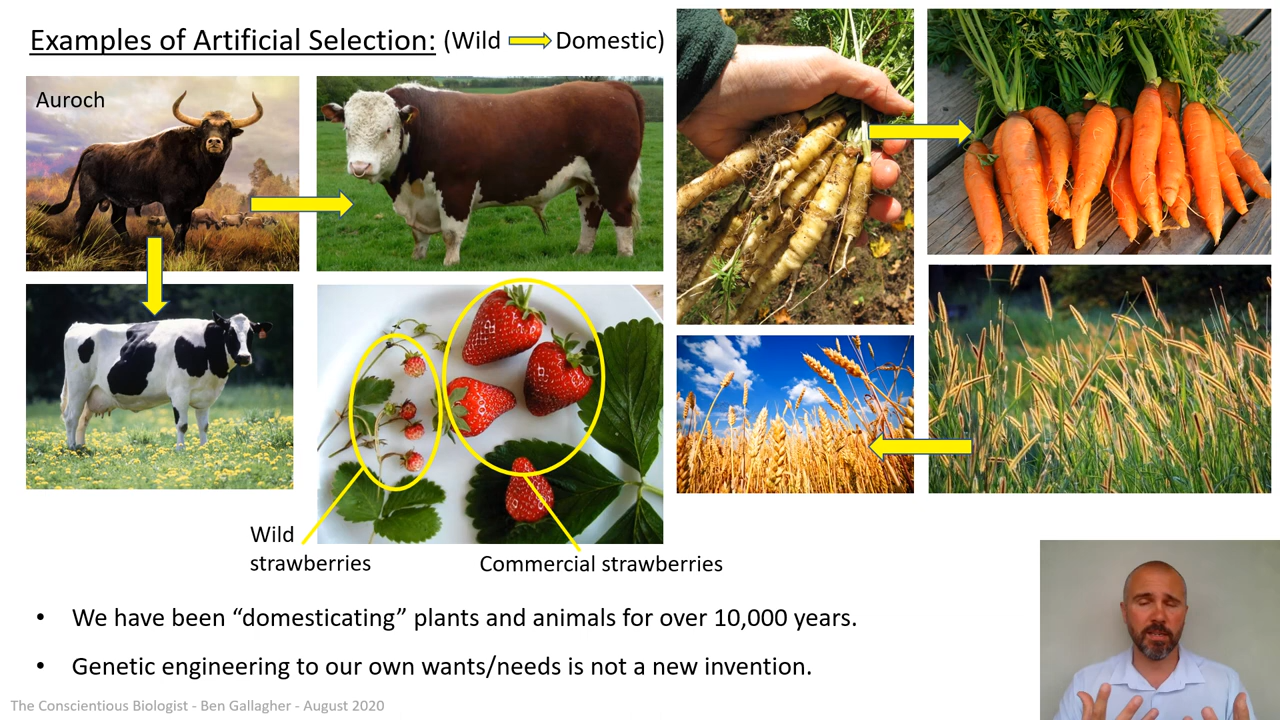 Examples of Artificial Selection: (Wild Domestic)
Auroch
Wild
strawberries
Commercial strawberries
• We have been “domesticating” plants and animals for over 10,000 years.
• Genetic engineering to our own wants/needs is not a new invention.
The Conscientious Biologist - Ben Gallagher - August 2020